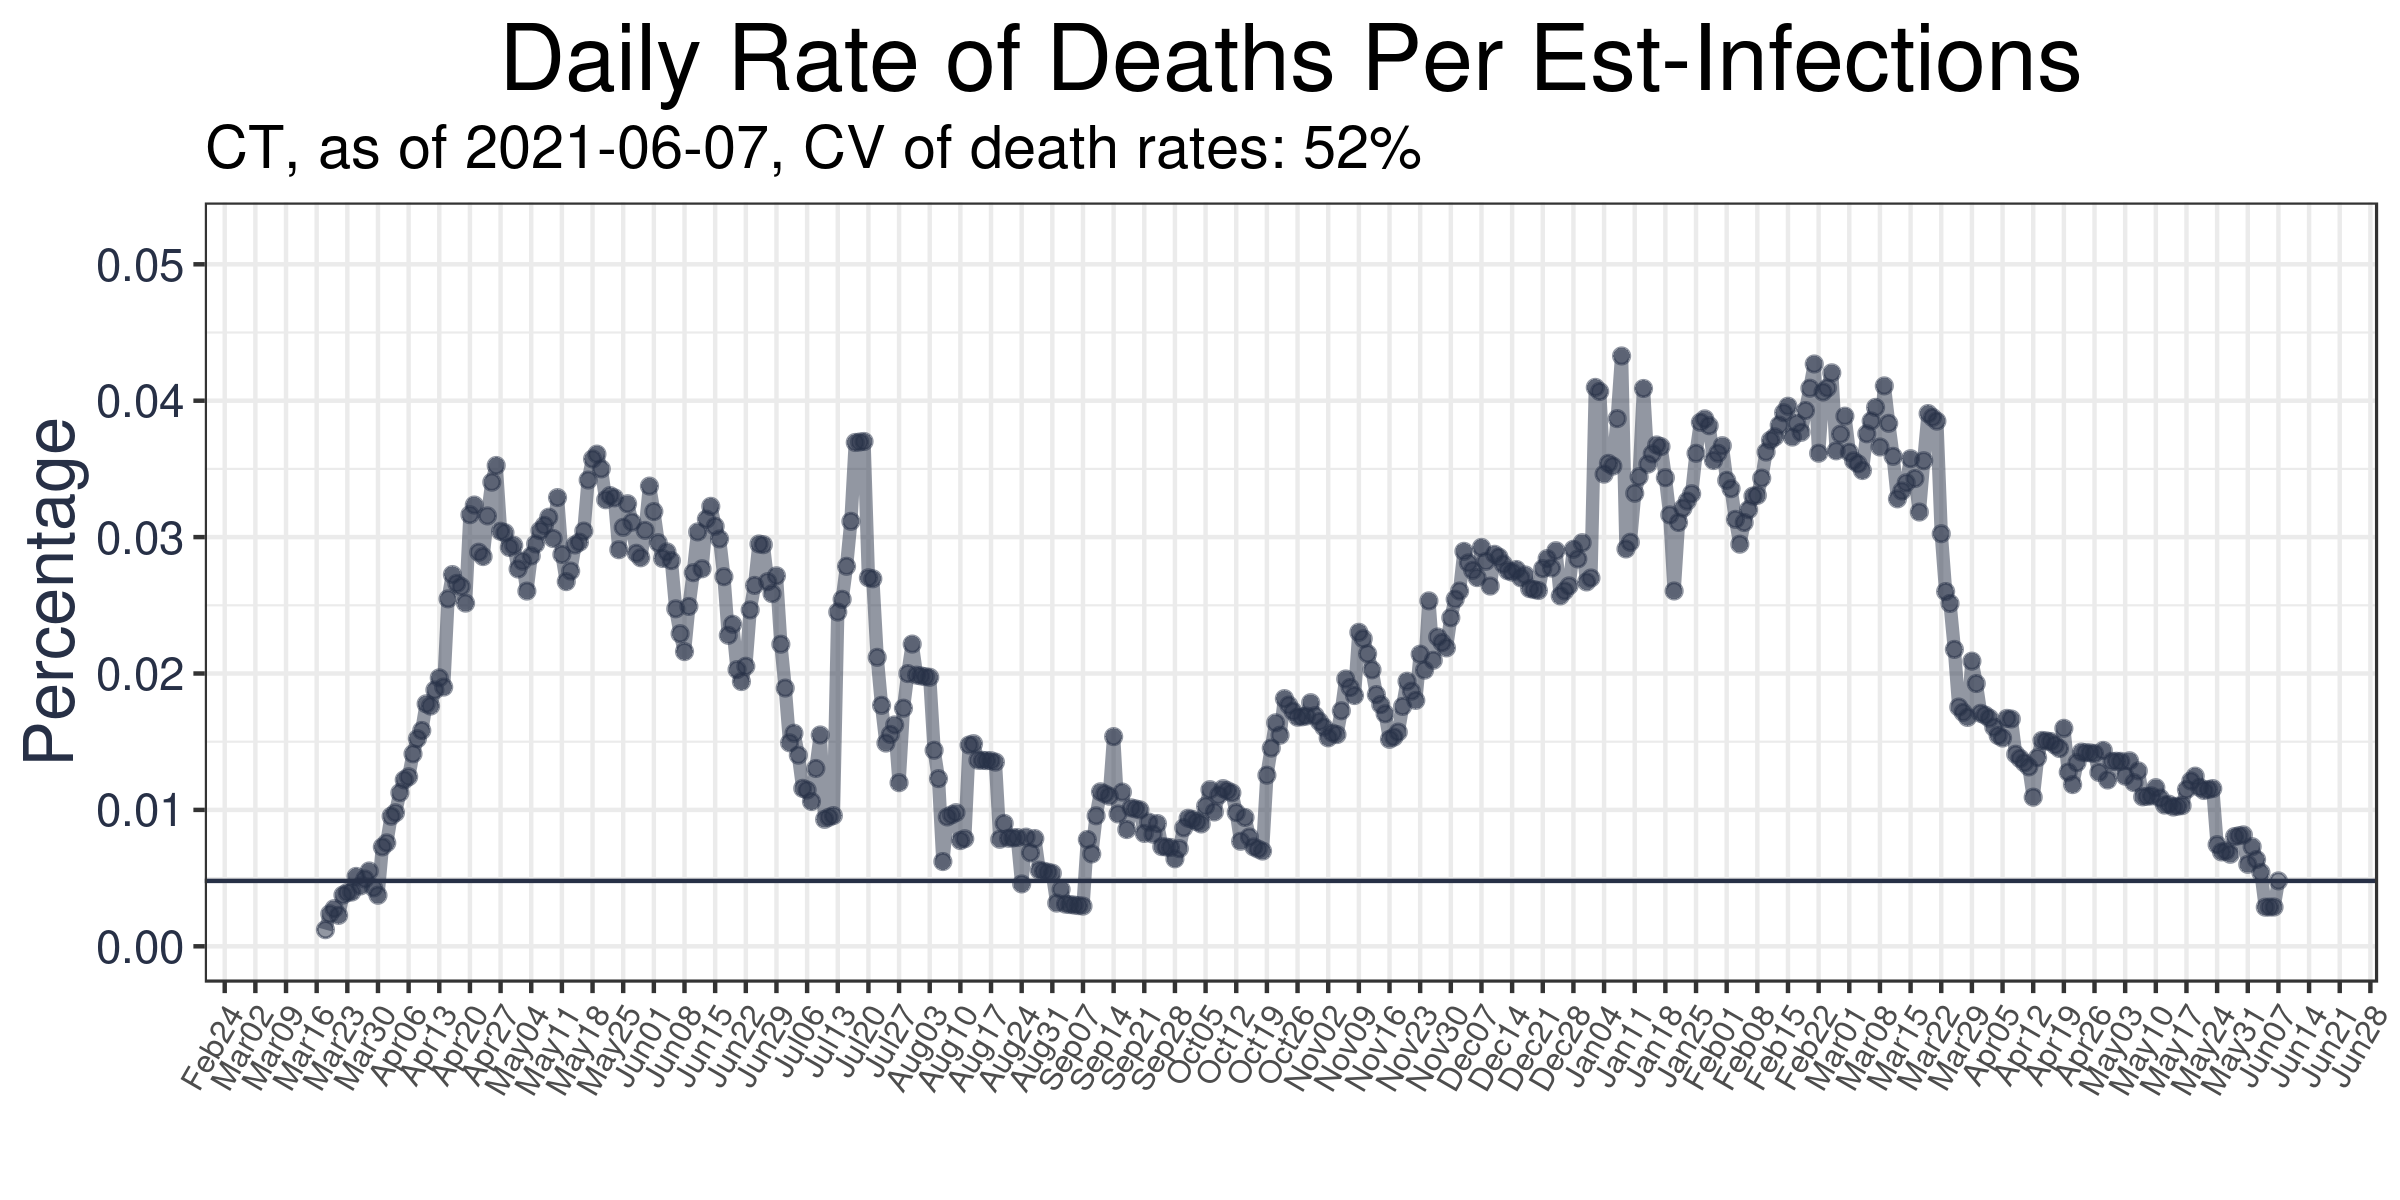 Daily Rate of Deaths Per Est-Infections
CT, as of 2021-06-07, CV of death rates: 52%
Percentage
0.05
0.04
0.03
0.02
0.01
0.00
Feb24
Mar02
Mar09
Mar16
Mar23
Mar30
Apr06
Apr13
Apr20
Apr27
May04
May11
May18
May25
Jun01
Jun08
Jun15
Jun22
Jun29
Jul06
Jul13
Jul20
Jul27
Aug03
Aug10
Aug17
Aug24
Aug31
Sep07
Sep14
Sep21
Sep28
Oct05
Oct12
Oct19
Oct26
Nov02
Nov09
Nov16
Nov23
Nov30
Dec07
Dec14
Dec21
Dec28
Jan04
Jan11
Jan18
Jan25
Feb01
Feb08
Feb15
Feb22
Mar01
Mar08
Mar15
Mar22
Mar29
Apr05
Apr12
Apr19
Apr26
May03
May10
May17
May24
May31
Jun07
Jun14
Jun21
Jun28